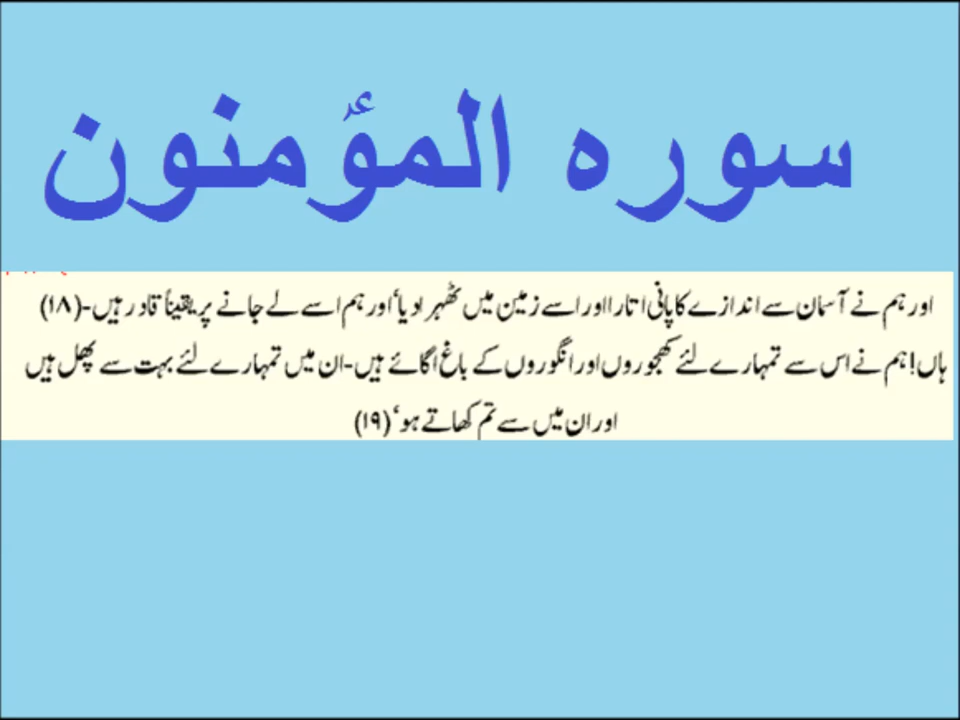 سوره المؤمنون
اور ہم نے آسمان سے اندازے کا پانی اتارا اور اسے زمین میں ٹھہرا دیا‘ اور ہم اسے لے جانے پر یقیناً قادر ہیں-(۱۸)
ہاں! ہم نے اس سے تمہارے لئے کھجوروں اور انگوروں کے باغ اگائے ہیں-ان میں تمہارے لئے بہت سے پھل ہیں
اور ان میں سے تم کھاتے ہو‘ (۱۹)